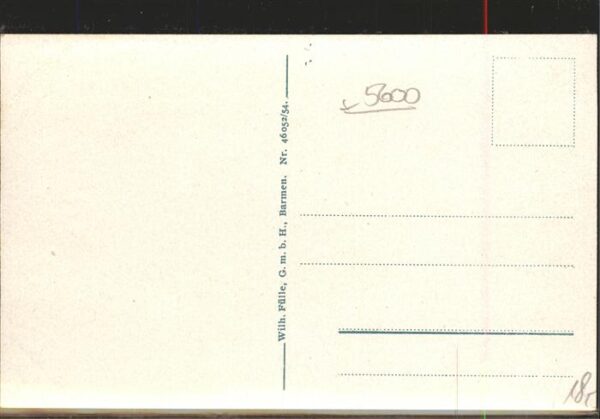 Wilh. Fülle, G. m. b. H., Barmen. Nr. 46052/54.
5600
18,-